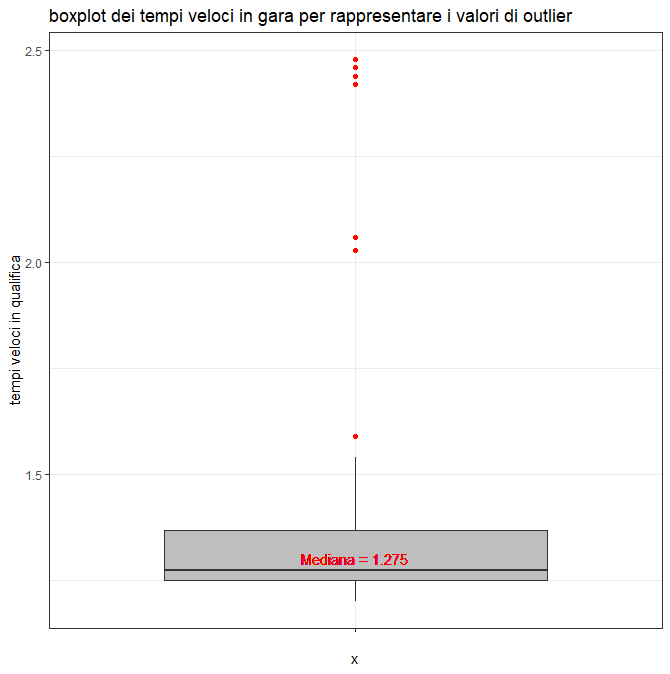 boxplot dei tempi veloci in gara per rappresentare i valori di outlier
2.5
2.0
1.5
tempi veloci in qualifica
Mediana = 1.275
x